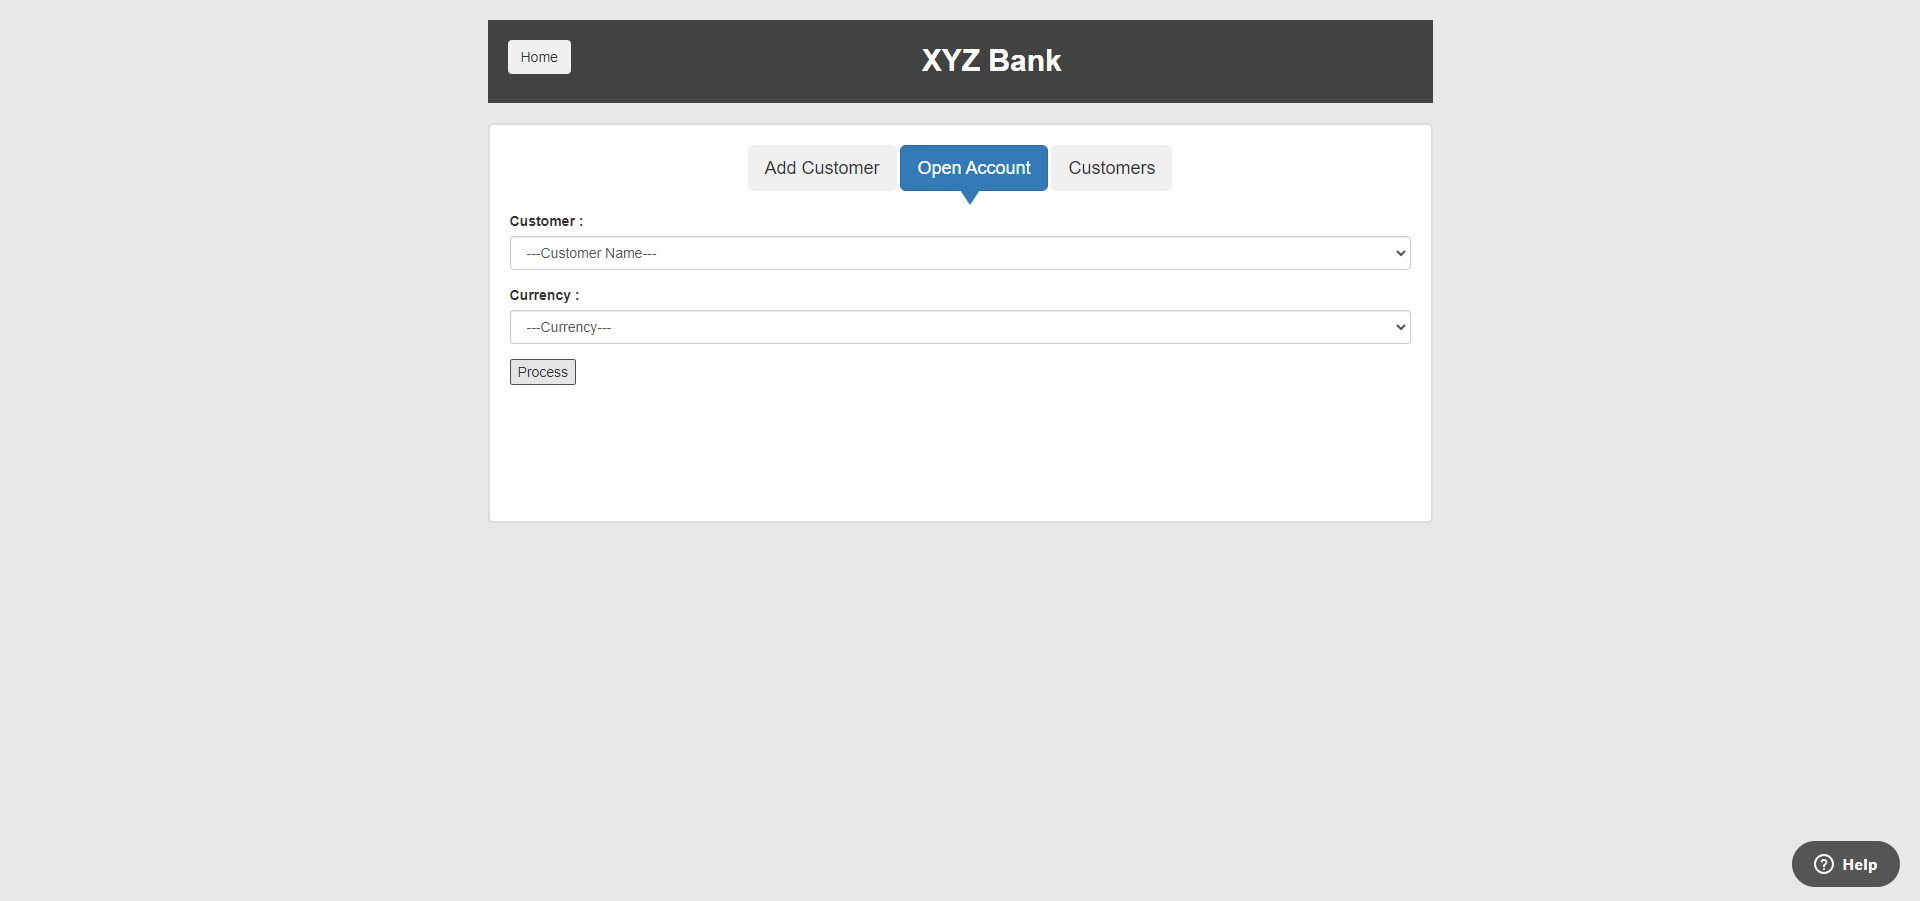 Home
XYZ Bank
Add Customer
Open Account
Customers
Customer :
---Customer Name---
Currency :
---Currency---
Process
Help